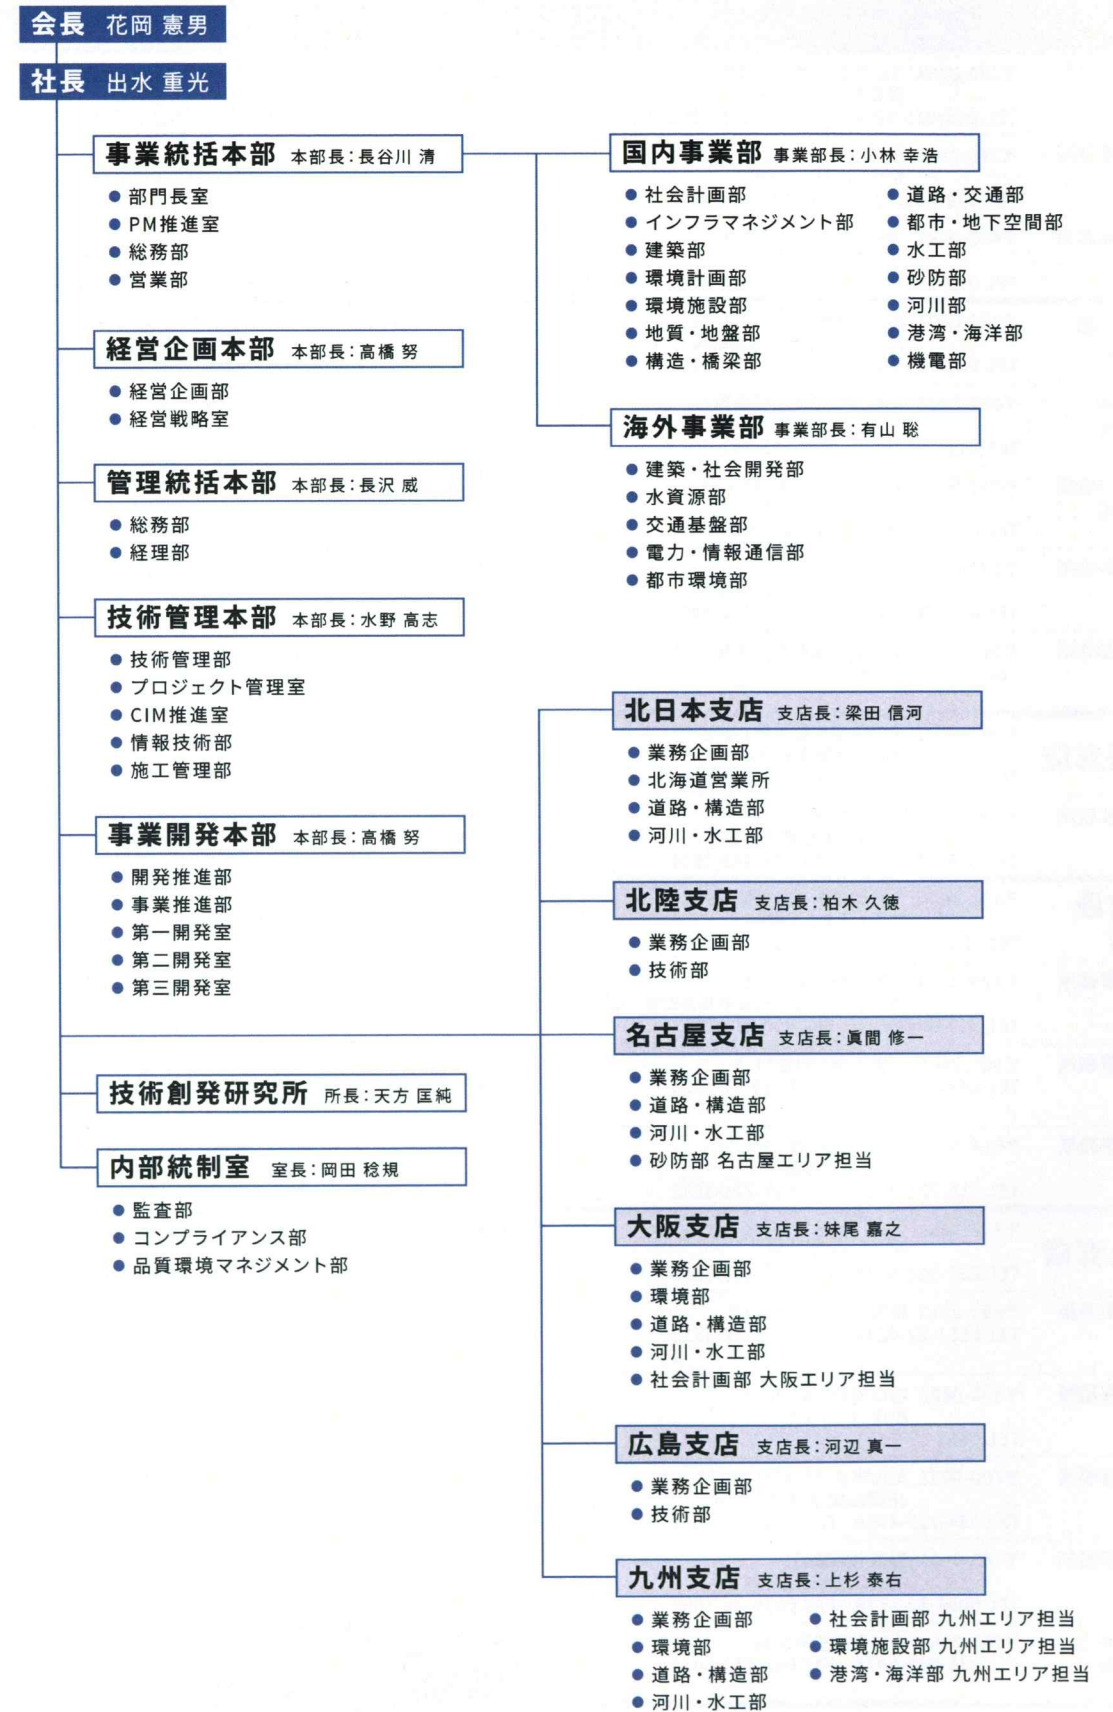 会長 花岡 憲男
社長 出水 重光
事業統括本部 本部長：長谷川 清
● 部門長室
● PM推進室
● 総務部
● 営業部
国内事業部 事業部長：小林 幸浩
● 社会計画部
● インフラマネジメント部
● 建築部
● 環境計画部
● 環境施設部
● 地質・地盤部
● 構造・橋梁部
● 道路・交通部
● 都市・地下空間部
● 水工部
● 砂防部
● 河川部
● 港湾・海洋部
● 機電部
海外事業部 事業部長：有山 聡
● 建築・社会開発部
● 水資源部
● 交通基盤部
● 電力・情報通信部
● 都市環境部
経営企画本部 本部長：高橋 努
● 経営企画部
● 経営戦略室
管理統括本部 本部長：長沢 威
● 総務部
● 経理部
技術管理本部 本部長：水野 高志
● 技術管理部
● プロジェクト管理室
● CIM推進室
● 情報技術部
● 施工管理部
事業開発本部 本部長：高橋 努
● 開発推進部
● 事業推進部
● 第一開発室
● 第二開発室
● 第三開発室
北日本支店 支店長：梁田 信河
● 業務企画部
● 北海道営業所
● 道路・構造部
● 河川・水工部
北陸支店 支店長：柏木 久徳
● 業務企画部
● 技術部
名古屋支店 支店長：眞間 修一
● 業務企画部
● 道路・構造部
● 河川・水工部
● 砂防部 名古屋エリア担当
大阪支店 支店長：妹尾 嘉之
● 業務企画部
● 環境部
● 道路・構造部
● 河川・水工部
● 社会計画部 大阪エリア担当
広島支店 支店長：河辺 真一
● 業務企画部
● 技術部
九州支店 支店長：上杉 泰右
● 業務企画部
● 環境部
● 道路・構造部
● 河川・水工部
● 社会計画部 九州エリア担当
● 環境施設部 九州エリア担当
● 港湾・海洋部 九州エリア担当
技術創発研究所 所長：天方 匡純
内部統制室 室長：岡田 稔規
● 監査部
● コンプライアンス部
● 品質環境マネジメント部